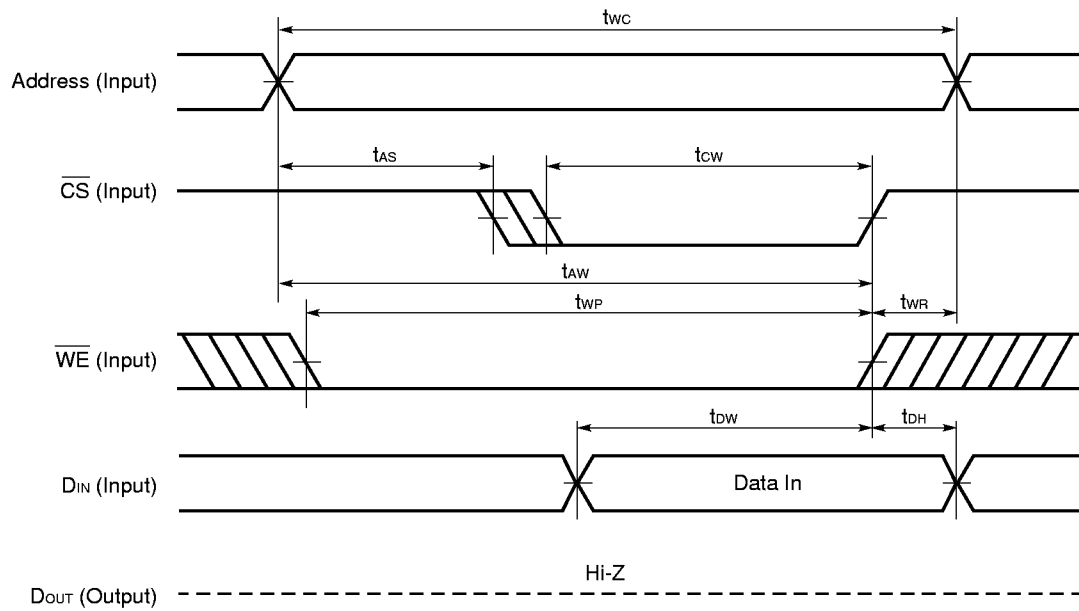 tWC
Address (Input)
tAS
tCW
CS (Input)
tAW
tWP
tWR
WE (Input)
tDW
tDH
DIN (Input)
Data In
Hi-Z
DOUT (Output)